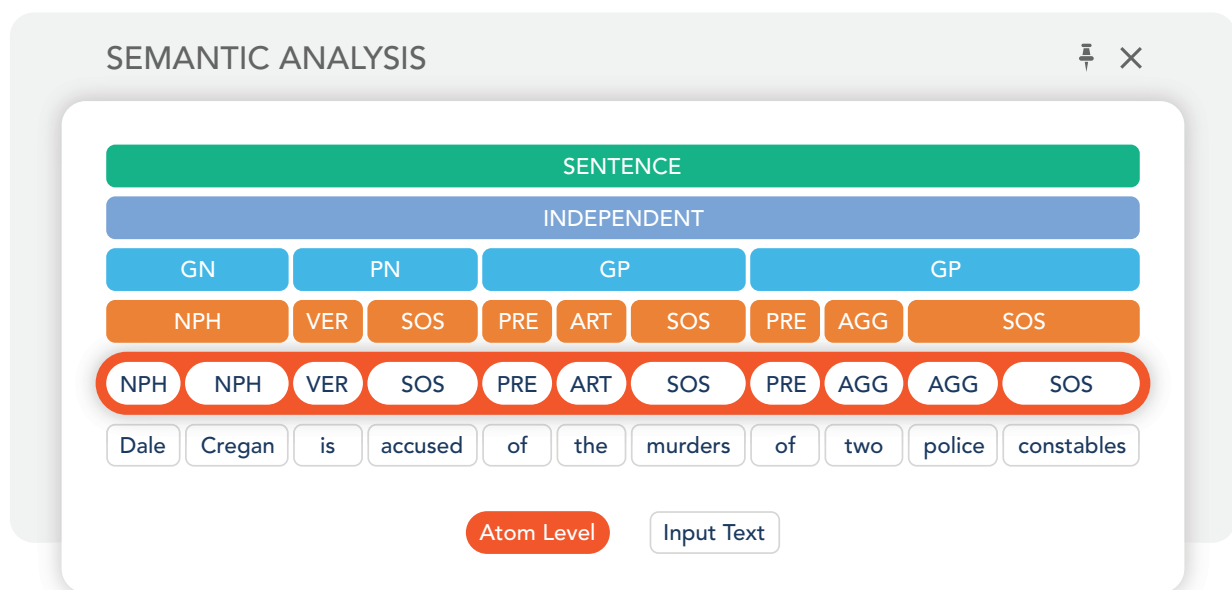 SEMANTIC ANALYSIS
SENTENCE
INDEPENDENT
GN PN GP GP
NPH VER SOS PRE ART SOS PRE AGG SOS
NPH NPH VER SOS PRE ART SOS PRE AGG AGG SOS
Dale Cregan is accused of the murders of two police constables
Atom Level Input Text